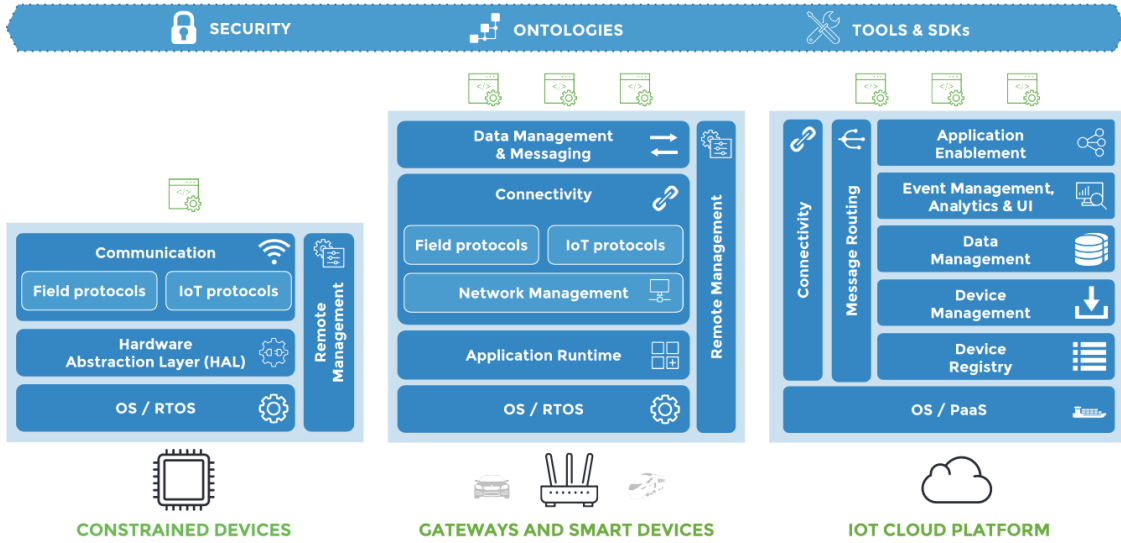 SECURITY
ONTOLOGIES
TOOLS & SDKs
Communication
Field protocols
IoT protocols
Hardware
Abstraction Layer (HAL)
OS / RTOS
Remote
Management
CONSTRAINED DEVICES
Data Management
& Messaging
Connectivity
Field protocols
IoT protocols
Network Management
Application Runtime
OS / RTOS
Remote Management
GATEWAYS AND SMART DEVICES
Connectivity
Message Routing
Application
Enablement
Event Management,
Analytics & UI
Data
Management
Device
Management
Device
Registry
OS / PaaS
IOT CLOUD PLATFORM